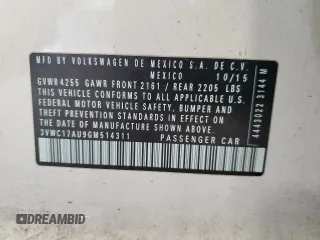 MFD BY VOLKSWAGEN DE MEXICO S.A. DE C.V.
MEXICO 10/15
GVWR 4255 GAWR FRONT 2161 / REAR 2205 LBS
THIS VEHICLE CONFORMS TO ALL APPLICABLE
FEDERAL MOTOR VEHICLE SAFETY, BUMPER, AND
THEFT PREVENTION STANDARDS IN EFFECT ON
THE DATE OF MANUFACTURE SHOWN ABOVE.
3VWC17AU9GM514311
PASSENGER CAR
4443022 3144 M
DREAMBID